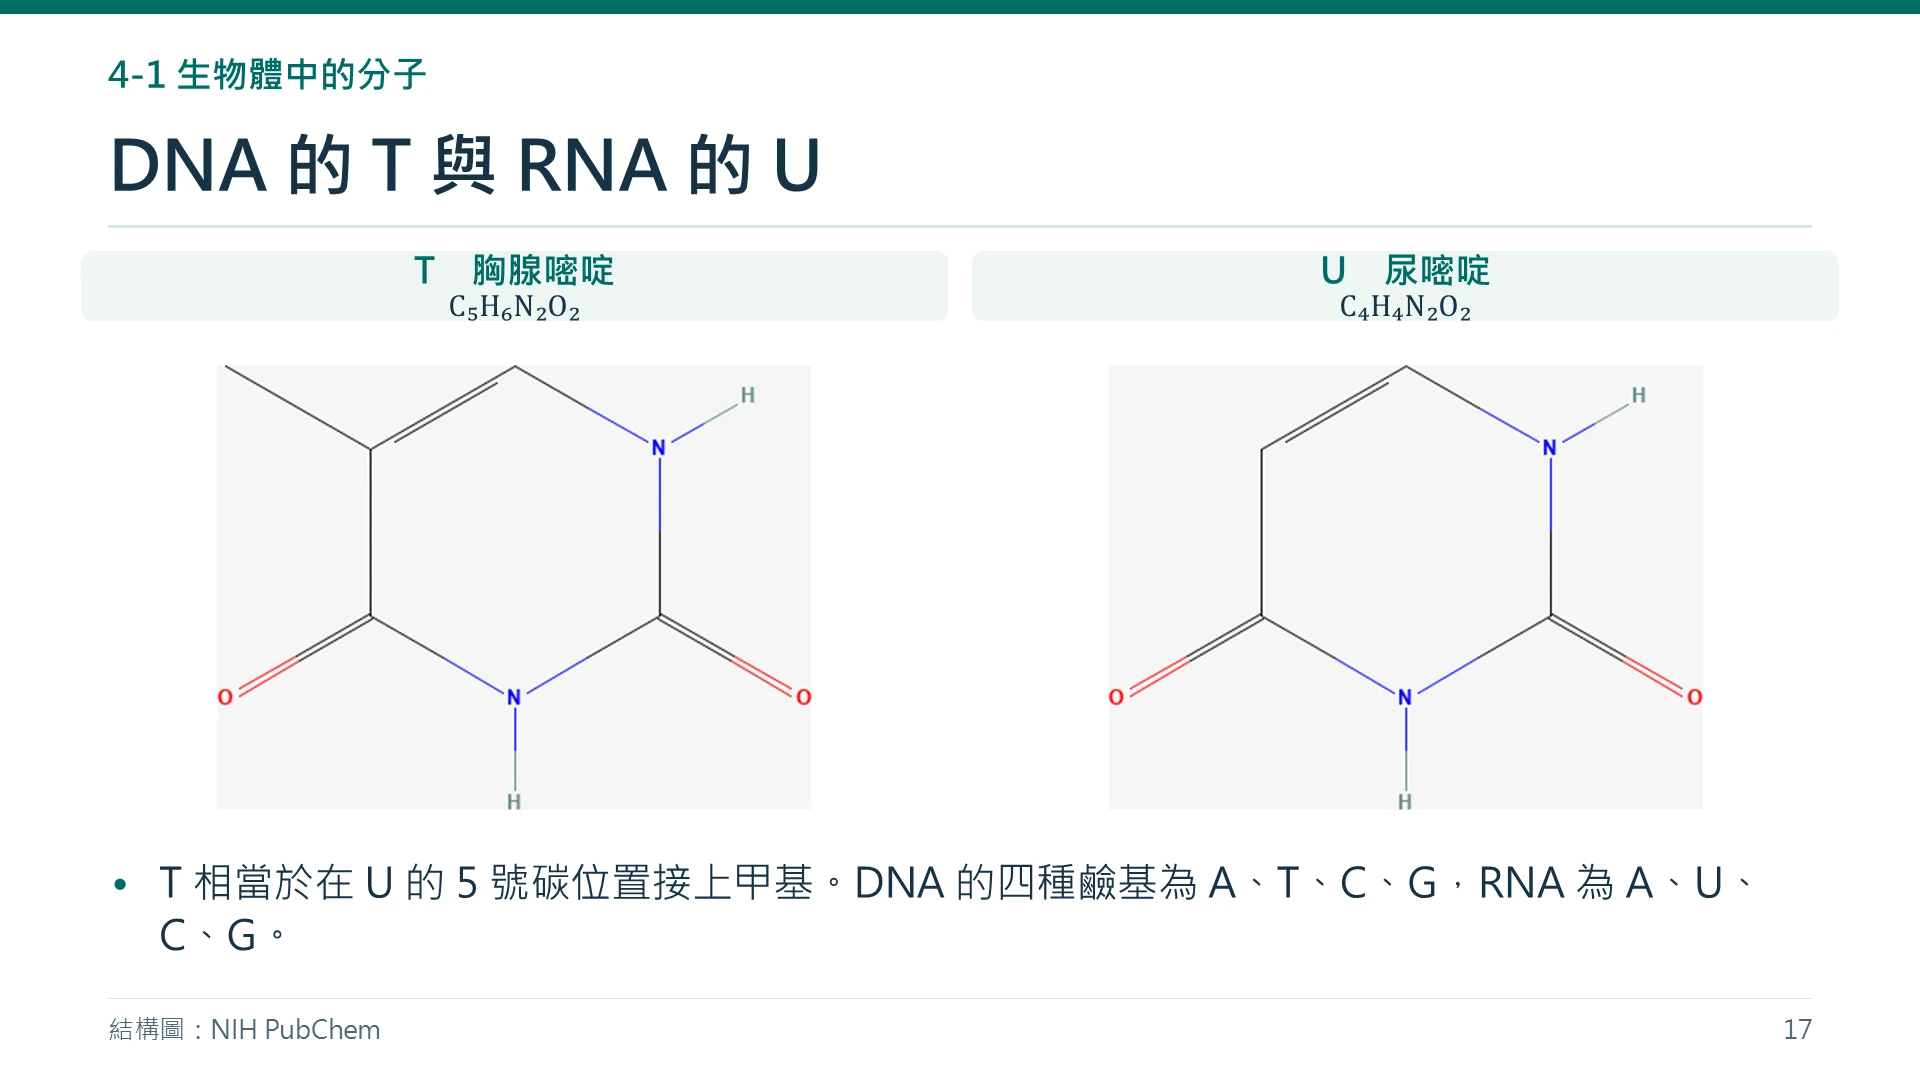 4-1 生物體中的分子
DNA 的 T 與 RNA 的 U
T　胸腺嘧啶
C₅H₆N₂O₂
U　尿嘧啶
C₄H₄N₂O₂
H
N
O
N
O
H
H
N
O
N
O
H
• T 相當於在 U 的 5 號碳位置接上甲基。DNA 的四種鹼基為 A、T、C、G，RNA 為 A、U、
C、G。
結構圖：NIH PubChem
17